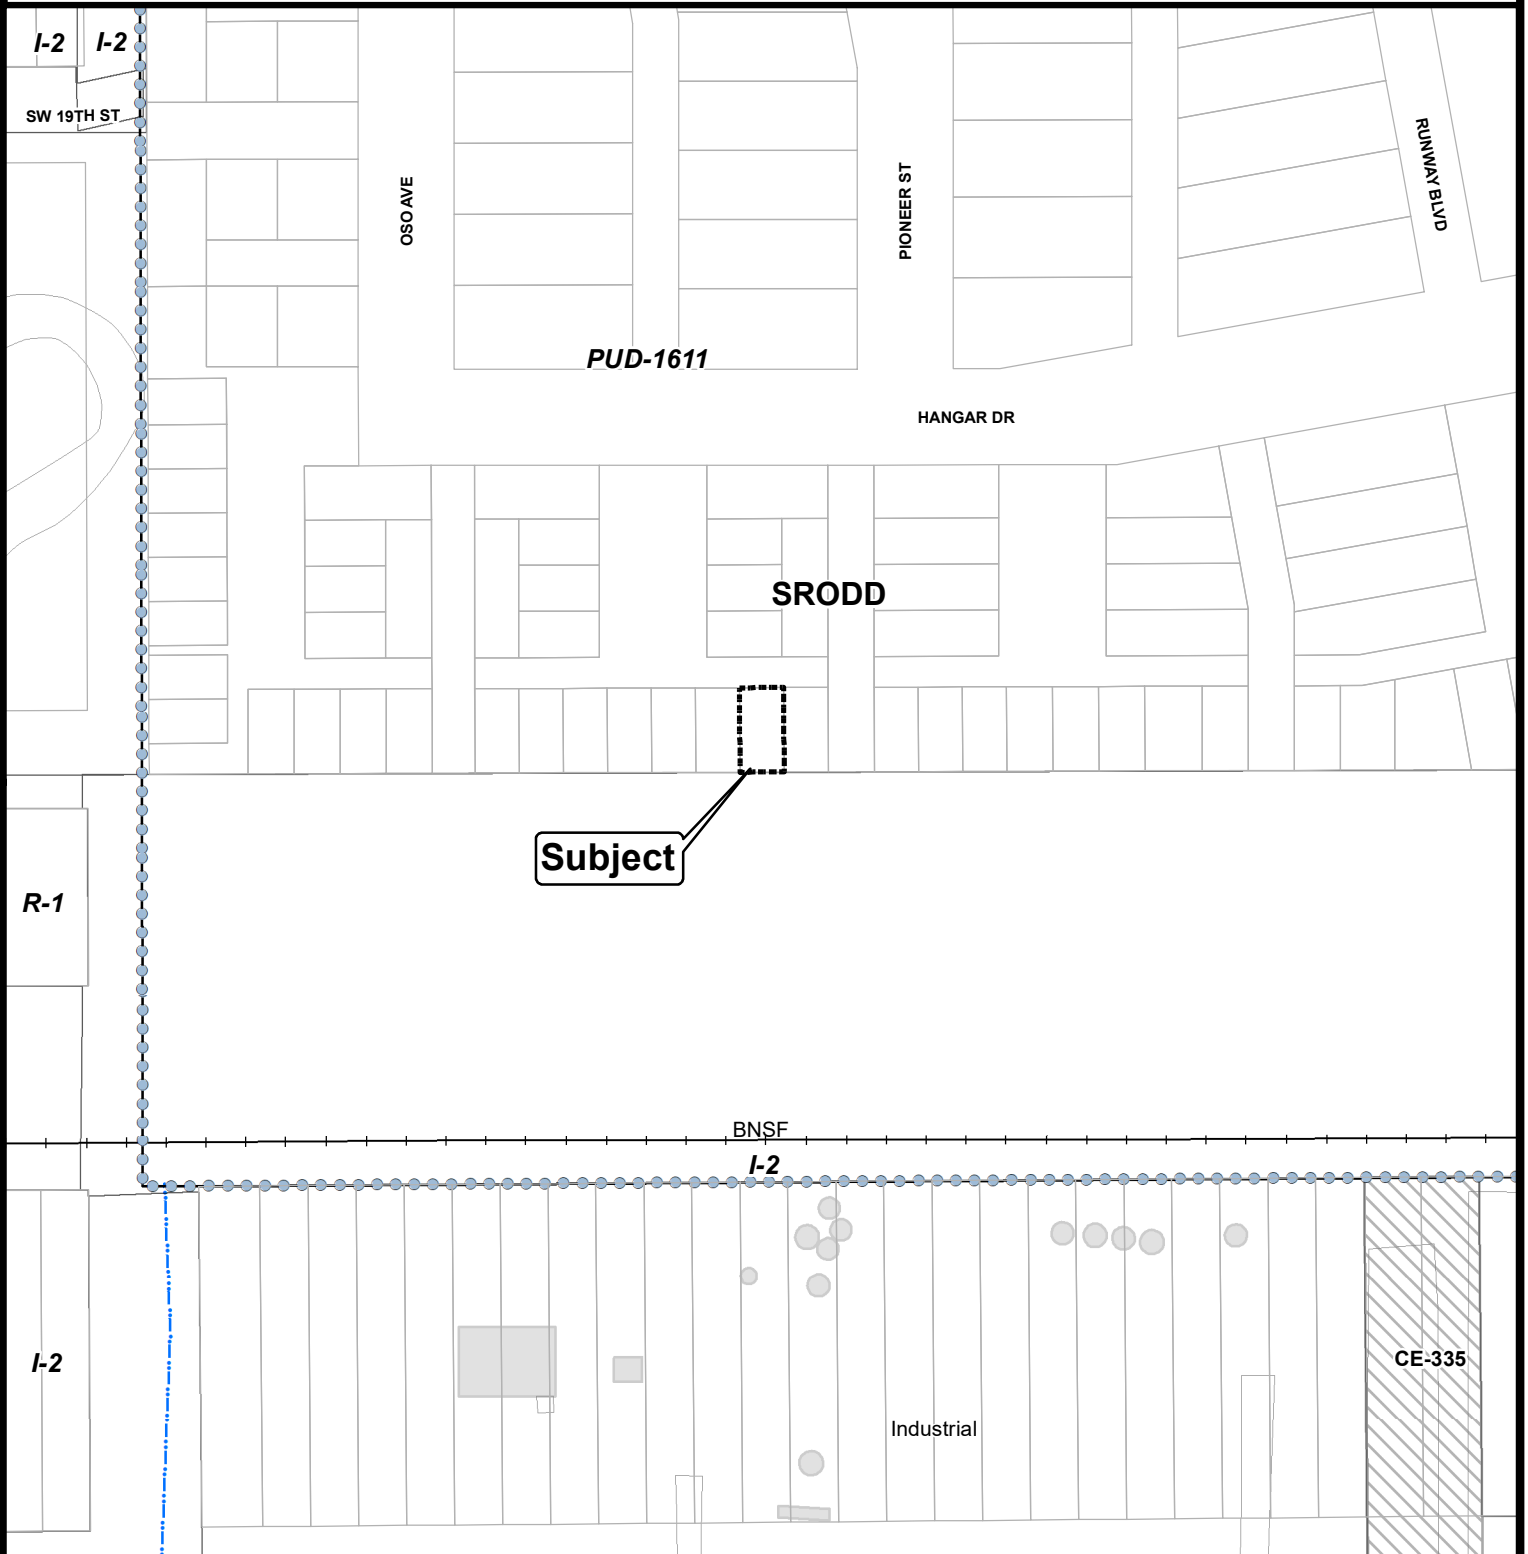 I-2
I-2
SW 19TH ST
OSO AVE
PIONEER ST
RUNWAY BLVD
PUD-1611
HANGAR DR
SRODD
Subject
R-1
BNSF
I-2
I-2
CE-335
Industrial